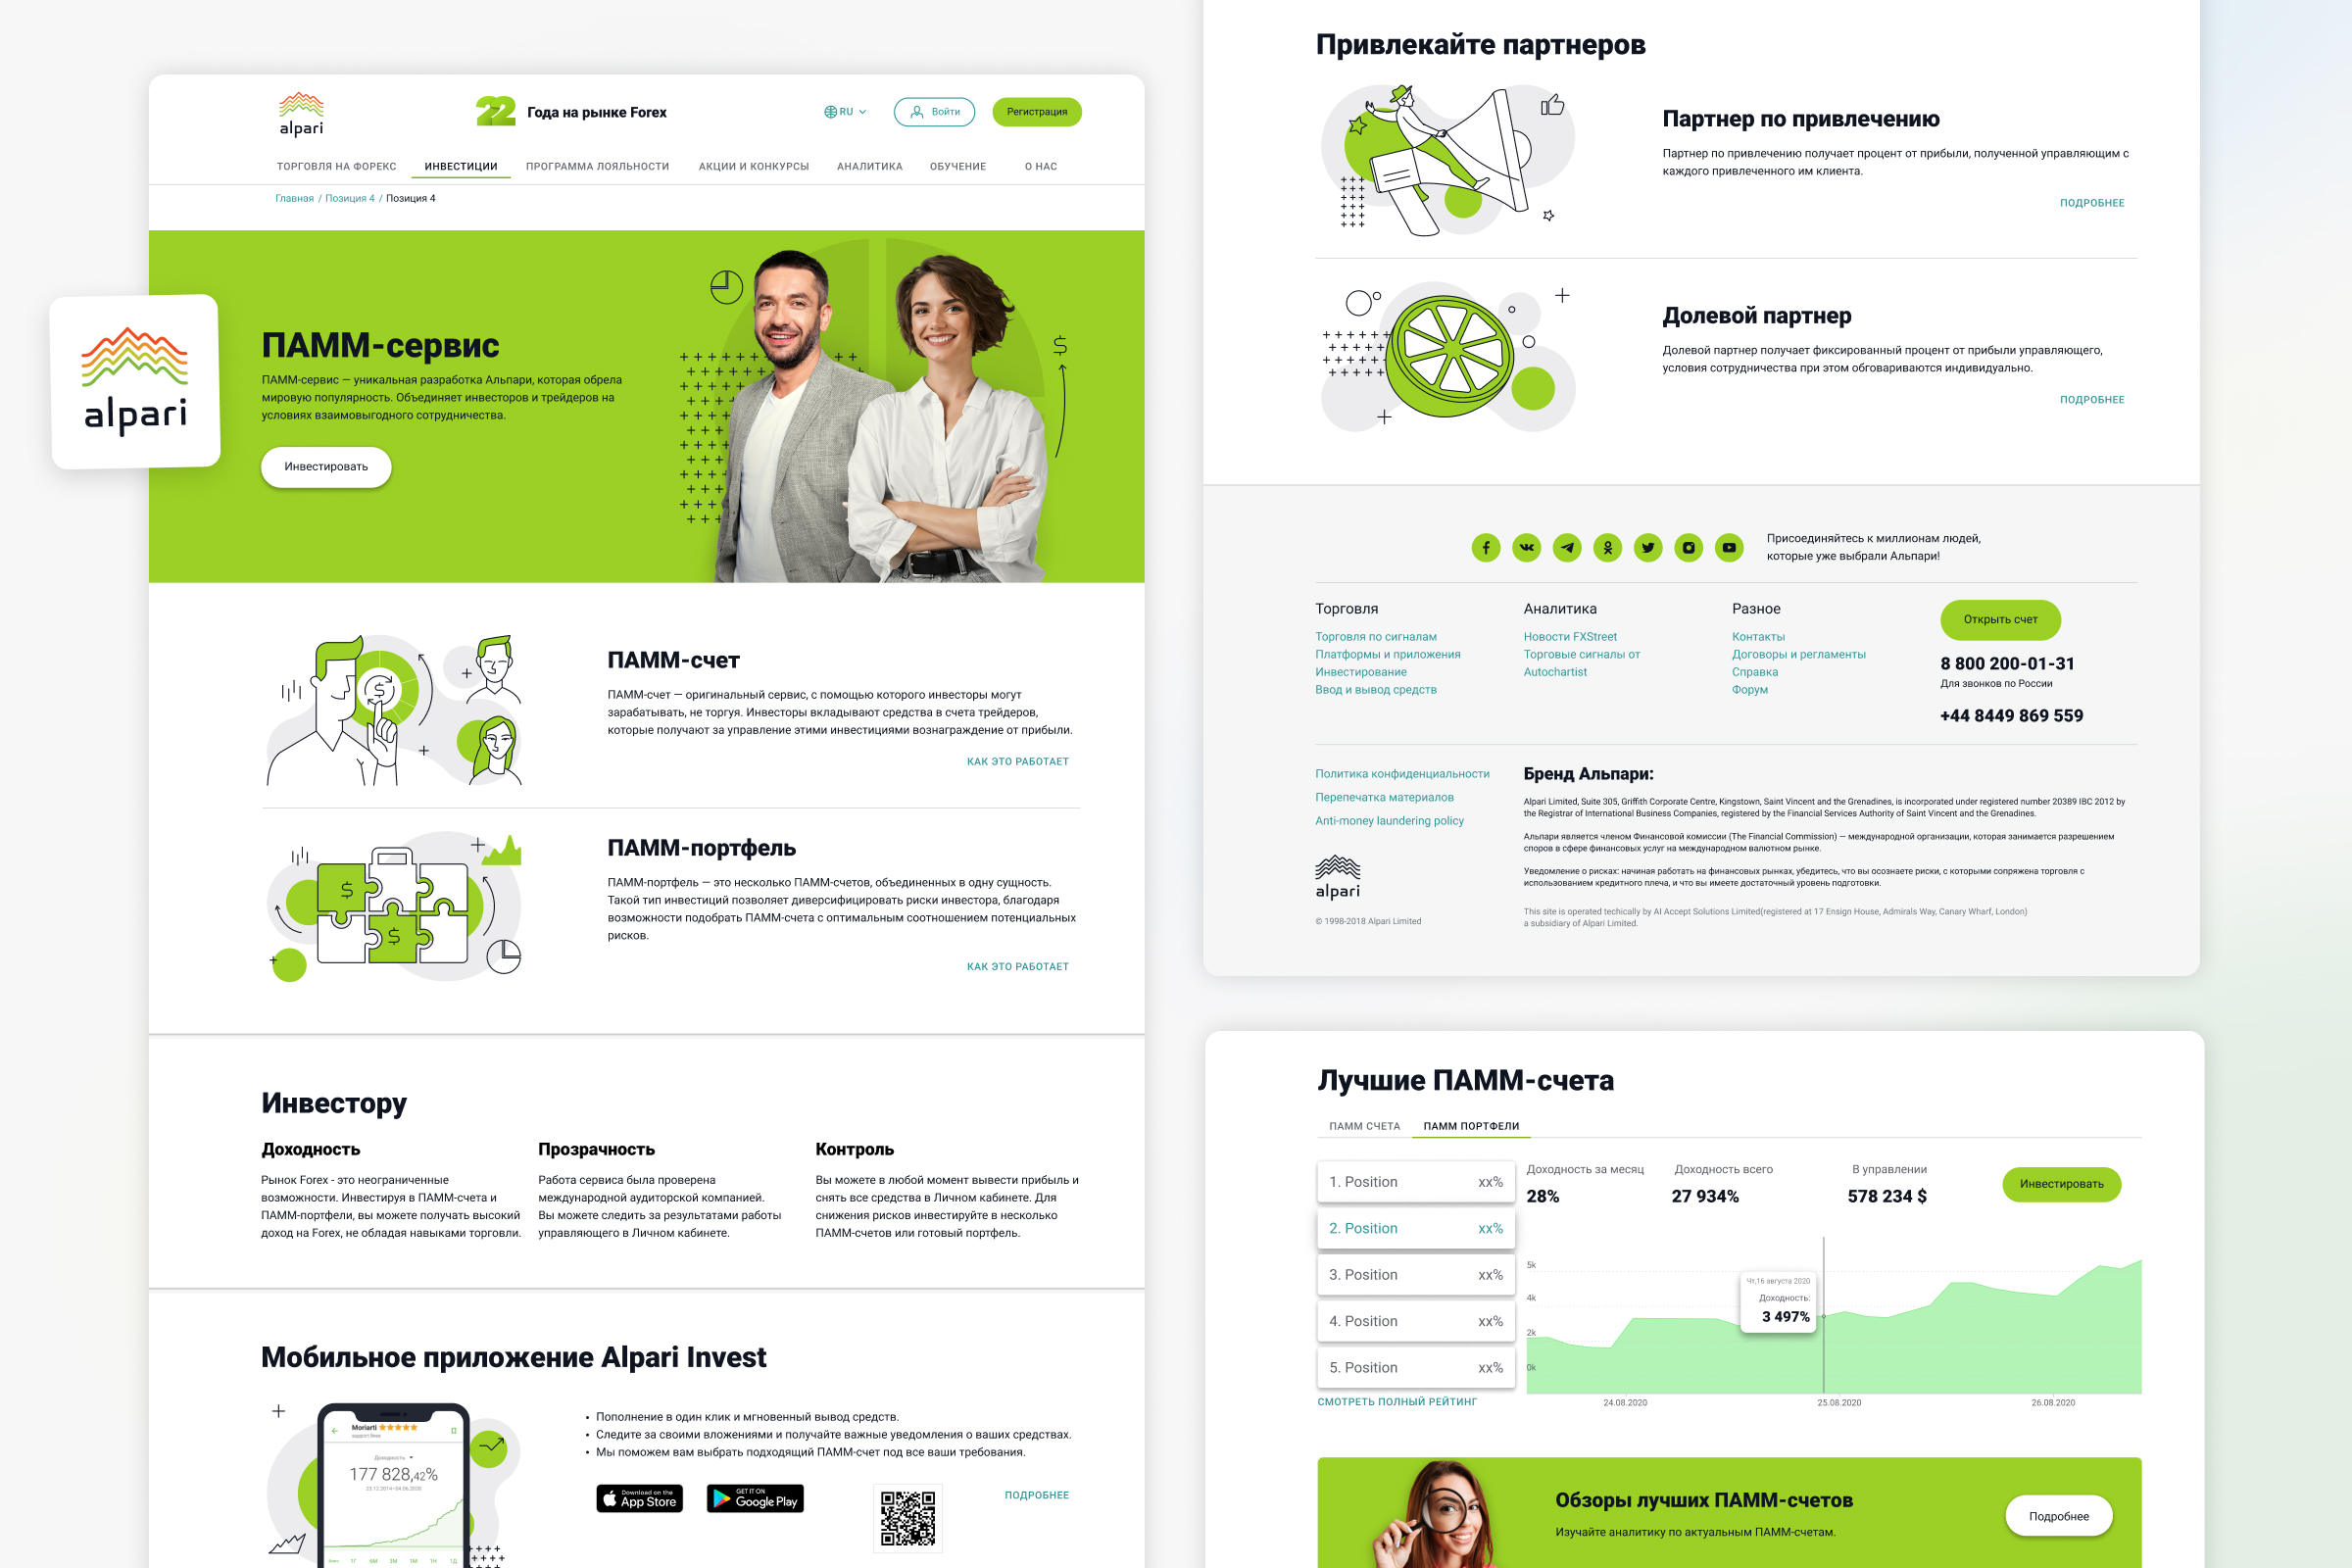 alpari
22 Года на рынке Forex
RU
Войти
Регистрация
ТОРГОВЛЯ НА ФОРЕКС ИНВЕСТИЦИИ ПРОГРАММА ЛОЯЛЬНОСТИ АКЦИИ И КОНКУРСЫ АНАЛИТИКА ОБУЧЕНИЕ О НАС
Главная / Позиция 4 / Позиция 4
alpari
ПАММ-сервис
ПАММ-сервис — уникальная разработка Альпари, которая обрела
мировую популярность. Объединяет инвесторов и трейдеров на
условиях взаимовыгодного сотрудничества.
Инвестировать
ПАММ-счет
ПАММ-счет — оригинальный сервис, с помощью которого инвесторы могут
зарабатывать, не торгуя. Инвесторы вкладывают средства в счета трейдеров,
которые получают за управление этими инвестициями вознаграждение от прибыли.
КАК ЭТО РАБОТАЕТ
ПАММ-портфель
ПАММ-портфель — это несколько ПАММ-счетов, объединенных в одну сущность.
Такой тип инвестиций позволяет диверсифицировать риски инвестора, благодаря
возможности подобрать ПАММ-счета с оптимальным соотношением потенциальных
рисков.
КАК ЭТО РАБОТАЕТ
Инвестору
Доходность
Рынок Forex - это неограниченные
возможности. Инвестируя в ПАММ-счета и
ПАММ-портфели, вы можете получать высокий
доход на Forex, не обладая навыками торговли.
Прозрачность
Работа сервиса была проверена
международной аудиторской компанией.
Вы можете следить за результатами работы
управляющего в Личном кабинете.
Контроль
Вы можете в любой момент вывести прибыль и
снять все средства в Личном кабинете. Для
снижения рисков инвестируйте в несколько
ПАММ-счетов или готовый портфель.
Мобильное приложение Alpari Invest
Moriarti
Доходность
177 828,42%
23.12.2014–04.06.2020
1Г 6М 3М 1М 1Н 1Д
• Пополнение в один клик и мгновенный вывод средств.
• Следите за своими вложениями и получайте важные уведомления о ваших средствах.
• Мы поможем вам выбрать подходящий ПАММ-счет под все ваши требования.
Download on the
App Store
GET IT ON
Google Play
ПОДРОБНЕЕ
Привлекайте партнеров
Партнер по привлечению
Партнер по привлечению получает процент от прибыли, полученной управляющим с
каждого привлеченного им клиента.
ПОДРОБНЕЕ
Долевой партнер
Долевой партнер получает фиксированный процент от прибыли управляющего,
условия сотрудничества при этом обговариваются индивидуально.
ПОДРОБНЕЕ
Присоединяйтесь к миллионам людей,
которые уже выбрали Альпари!
Торговля
Торговля по сигналам
Платформы и приложения
Инвестирование
Ввод и вывод средств
Аналитика
Новости FXStreet
Торговые сигналы от
Autochartist
Разное
Контакты
Договоры и регламенты
Справка
Форум
Открыть счет
8 800 200-01-31
Для звонков по России
+44 8449 869 559
Политика конфиденциальности
Перепечатка материалов
Anti-money laundering policy
alpari
© 1998-2018 Alpari Limited
Бренд Альпари:
Alpari Limited, Suite 305, Griffith Corporate Centre, Kingstown, Saint Vincent and the Grenadines, is incorporated under registered number 20389 IBC 2012 by
the Registrar of International Business Companies, registered by the Financial Services Authority of Saint Vincent and the Grenadines.
Альпари является членом Финансовой комиссии (The Financial Commission) — международной организации, которая занимается разрешением
споров в сфере финансовых услуг на международном валютном рынке.
Уведомление о рисках: начиная работать на финансовых рынках, убедитесь, что вы осознаете риски, с которыми сопряжена торговля с
использованием кредитного плеча, и что вы имеете достаточный уровень подготовки.
This site is operated techically by AI Accept Solutions Limited(registered at 17 Ensign House, Admirals Way, Canary Wharf, London)
a subsidiary of Alpari Limited.
Лучшие ПАММ-счета
ПАММ СЧЕТА ПАММ ПОРТФЕЛИ
1. Position xx%
2. Position xx%
3. Position xx%
4. Position xx%
5. Position xx%
СМОТРЕТЬ ПОЛНЫЙ РЕЙТИНГ
Доходность за месяц
28%
Доходность всего
27 934%
В управлении
578 234 $
Инвестировать
5k
4k
2k
0k
Чт,16 августа 2020
Доходность:
3 497%
24.08.2020 25.08.2020 26.08.2020
Обзоры лучших ПАММ-счетов
Изучайте аналитику по актуальным ПАММ-счетам.
Подробнее